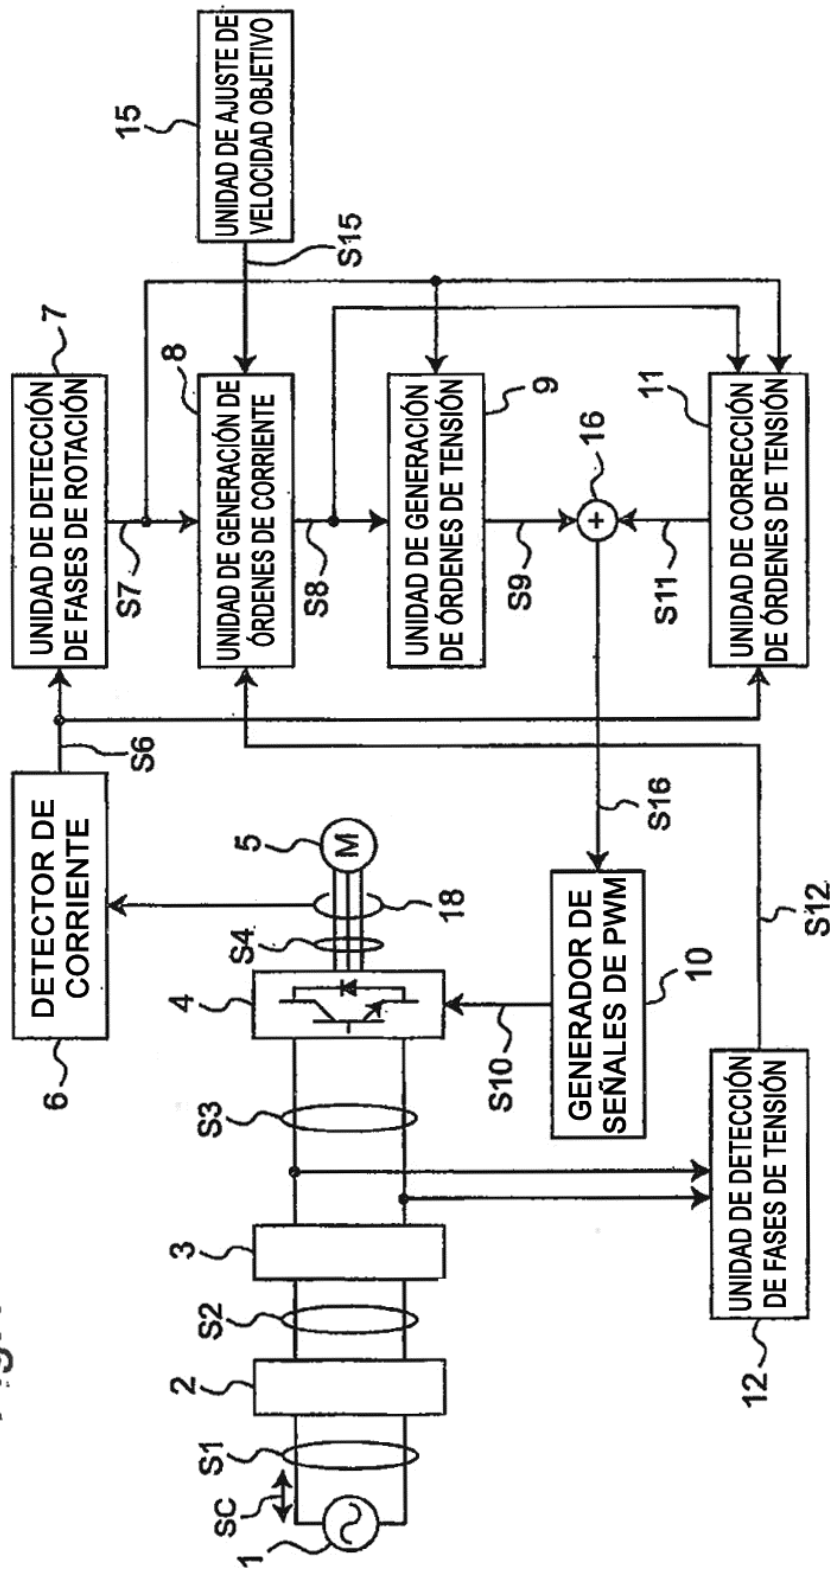 6
DETECTOR DE
CORRIENTE
S6
UNIDAD DE DETECCIÓN
DE FASES DE ROTACIÓN
7
S7
15
UNIDAD DE AJUSTE DE
VELOCIDAD OBJETIVO
S15
8
UNIDAD DE GENERACIÓN DE
ÓRDENES DE CORRIENTE
S8
1
SC
S1
2
S2
3
S3
4
S4
5
M
18
UNIDAD DE GENERACIÓN
DE ÓRDENES DE TENSIÓN
9
S9
16
+
S16
S10
GENERADOR DE
SEÑALES DE PWM
10
S11
11
UNIDAD DE CORRECCIÓN
DE ÓRDENES DE TENSIÓN
12
UNIDAD DE DETECCIÓN
DE FASES DE TENSIÓN
S12